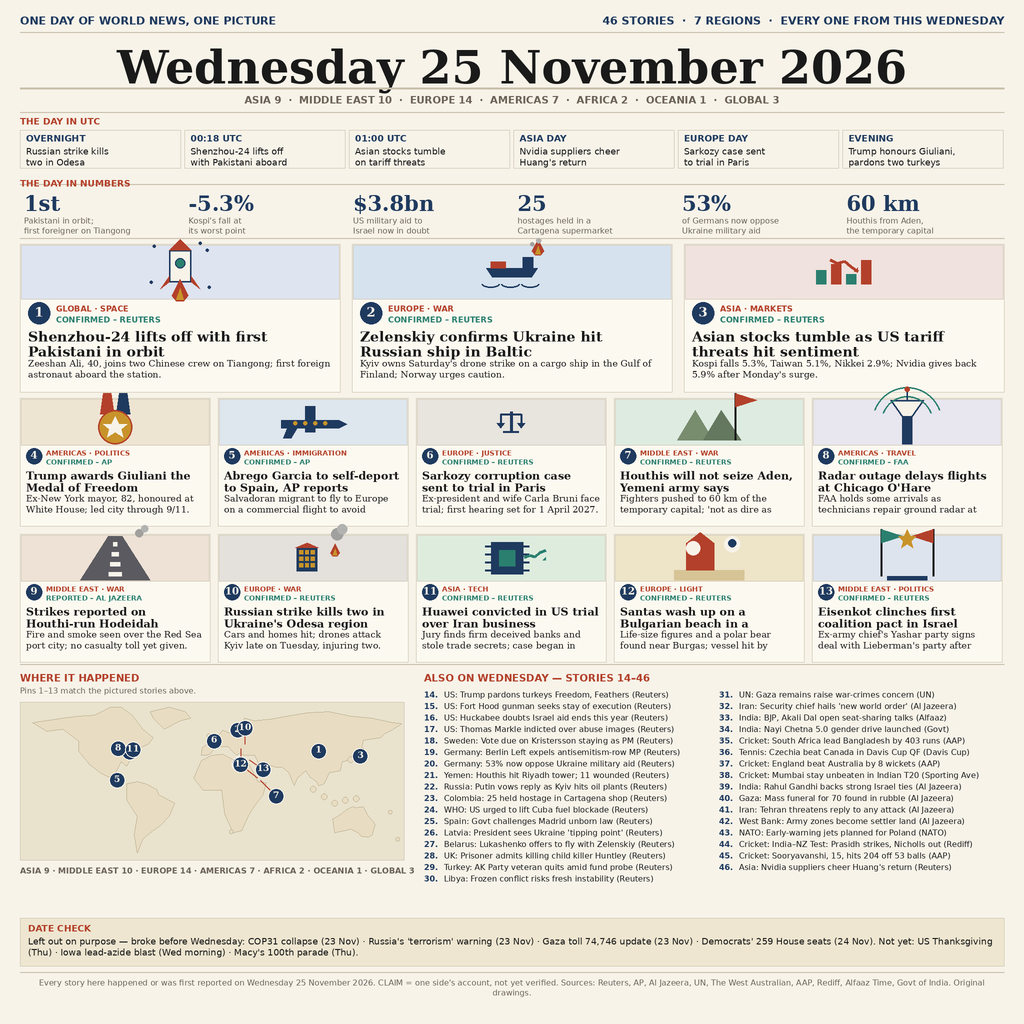 ONE DAY OF WORLD NEWS, ONE PICTURE
46 STORIES · 7 REGIONS · EVERY ONE FROM THIS WEDNESDAY
Wednesday 25 November 2026
ASIA 9 · MIDDLE EAST 10 · EUROPE 14 · AMERICAS 7 · AFRICA 2 · OCEANIA 1 · GLOBAL 3
THE DAY IN UTC
OVERNIGHT
Russian strike kills
two in Odesa
00:18 UTC
Shenzhou-24 lifts off
with Pakistani aboard
01:00 UTC
Asian stocks tumble
on tariff threats
ASIA DAY
Nvidia suppliers cheer
Huang's return
EUROPE DAY
Sarkozy case sent
to trial in Paris
EVENING
Trump honours Giuliani,
pardons two turkeys
THE DAY IN NUMBERS
1st
Pakistani in orbit;
first foreigner on Tiangong
-5.3%
Kospi's fall at
its worst point
$3.8bn
US military aid to
Israel now in doubt
25
hostages held in a
Cartagena supermarket
53%
of Germans now oppose
Ukraine military aid
60 km
Houthis from Aden,
the temporary capital
1
GLOBAL · SPACE
CONFIRMED – REUTERS
Shenzhou-24 lifts off with first
Pakistani in orbit
Zeeshan Ali, 40, joins two Chinese crew on Tiangong; first foreign
astronaut aboard the station.
2
EUROPE · WAR
CONFIRMED – REUTERS
Zelenskiy confirms Ukraine hit
Russian ship in Baltic
Kyiv owns Saturday's drone strike on a cargo ship in the Gulf of
Finland; Norway urges caution.
3
ASIA · MARKETS
CONFIRMED – REUTERS
Asian stocks tumble as US tariff
threats hit sentiment
Kospi falls 5.3%, Taiwan 5.1%, Nikkei 2.9%; Nvidia gives back
5.9% after Monday's surge.
4
AMERICAS · POLITICS
CONFIRMED – AP
Trump awards Giuliani the
Medal of Freedom
Ex-New York mayor, 82, honoured at
White House; led city through 9/11.
5
AMERICAS · IMMIGRATION
CONFIRMED – AP
Abrego Garcia to self-deport
to Spain, AP reports
Salvadoran migrant to fly to Europe
on a commercial flight to avoid
6
EUROPE · JUSTICE
CONFIRMED – REUTERS
Sarkozy corruption case
sent to trial in Paris
Ex-president and wife Carla Bruni face
trial; first hearing set for 1 April 2027.
7
MIDDLE EAST · WAR
CONFIRMED – REUTERS
Houthis will not seize Aden,
Yemeni army says
Fighters pushed to 60 km of the
temporary capital; 'not as dire as
8
AMERICAS · TRAVEL
CONFIRMED – FAA
Radar outage delays flights
at Chicago O'Hare
FAA holds some arrivals as
technicians repair ground radar at
9
MIDDLE EAST · WAR
REPORTED – AL JAZEERA
Strikes reported on
Houthi-run Hodeidah
Fire and smoke seen over the Red Sea
port city; no casualty toll yet given.
10
EUROPE · WAR
CONFIRMED – REUTERS
Russian strike kills two in
Ukraine's Odesa region
Cars and homes hit; drones attack
Kyiv late on Tuesday, injuring two.
11
ASIA · TECH
CONFIRMED – REUTERS
Huawei convicted in US trial
over Iran business
Jury finds firm deceived banks and
stole trade secrets; case began in
12
EUROPE · LIGHT
CONFIRMED – REUTERS
Santas wash up on a
Bulgarian beach in a
Life-size figures and a polar bear
found near Burgas; vessel hit by
13
MIDDLE EAST · POLITICS
CONFIRMED – REUTERS
Eisenkot clinches first
coalition pact in Israel
Ex-army chief's Yashar party signs
deal with Lieberman's party after
WHERE IT HAPPENED
Pins 1–13 match the pictured stories above.
8
11
5
6
10
12
13
7
1
3
ASIA 9 · MIDDLE EAST 10 · EUROPE 14 · AMERICAS 7 · AFRICA 2 · OCEANIA 1 · GLOBAL 3
ALSO ON WEDNESDAY — STORIES 14–46
14. US: Trump pardons turkeys Freedom, Feathers (Reuters)
15. US: Fort Hood gunman seeks stay of execution (Reuters)
16. US: Huckabee doubts Israel aid ends this year (Reuters)
17. US: Thomas Markle indicted over abuse images (Reuters)
18. Sweden: Vote due on Kristersson staying as PM (Reuters)
19. Germany: Berlin Left expels antisemitism-row MP (Reuters)
20. Germany: 53% now oppose Ukraine military aid (Reuters)
21. Yemen: Houthis hit Riyadh tower; 11 wounded (Reuters)
22. Russia: Putin vows reply as Kyiv hits oil plants (Reuters)
23. Colombia: 25 held hostage in Cartagena shop (Reuters)
24. WHO: US urged to lift Cuba fuel blockade (Reuters)
25. Spain: Govt challenges Madrid unborn law (Reuters)
26. Latvia: President sees Ukraine 'tipping point' (Reuters)
27. Belarus: Lukashenko offers to fly with Zelenskiy (Reuters)
28. UK: Prisoner admits killing child killer Huntley (Reuters)
29. Turkey: AK Party veteran quits amid fund probe (Reuters)
30. Libya: Frozen conflict risks fresh instability (Reuters)
31. UN: Gaza remains raise war-crimes concern (UN)
32. Iran: Security chief hails 'new world order' (Al Jazeera)
33. India: BJP, Akali Dal open seat-sharing talks (Alfaaz)
34. India: Nayi Chetna 5.0 gender drive launched (Govt)
35. Cricket: South Africa lead Bangladesh by 403 runs (AAP)
36. Tennis: Czechia beat Canada in Davis Cup QF (Davis Cup)
37. Cricket: England beat Australia by 8 wickets (AAP)
38. Cricket: Mumbai stay unbeaten in Indian T20 (Sporting Ave)
39. India: Rahul Gandhi backs strong Israel ties (Al Jazeera)
40. Gaza: Mass funeral for 70 found in rubble (Al Jazeera)
41. Iran: Tehran threatens reply to any attack (Al Jazeera)
42. West Bank: Army zones become settler land (Al Jazeera)
43. NATO: Early-warning jets planned for Poland (NATO)
44. Cricket: India–NZ Test: Prasidh strikes, Nicholls out (Rediff)
45. Cricket: Sooryavanshi, 15, hits 204 off 53 balls (AAP)
46. Asia: Nvidia suppliers cheer Huang's return (Reuters)
DATE CHECK
Left out on purpose — broke before Wednesday: COP31 collapse (23 Nov) · Russia's 'terrorism' warning (23 Nov) · Gaza toll 74,746 update (23 Nov) · Democrats' 259 House seats (24 Nov). Not yet: US Thanksgiving
(Thu) · Iowa lead-azide blast (Wed morning) · Macy's 100th parade (Thu).
Every story here happened or was first reported on Wednesday 25 November 2026. CLAIM = one side's account, not yet verified. Sources: Reuters, AP, Al Jazeera, UN, The West Australian, AAP, Rediff, Alfaaz Time, Govt of India. Original
drawings.